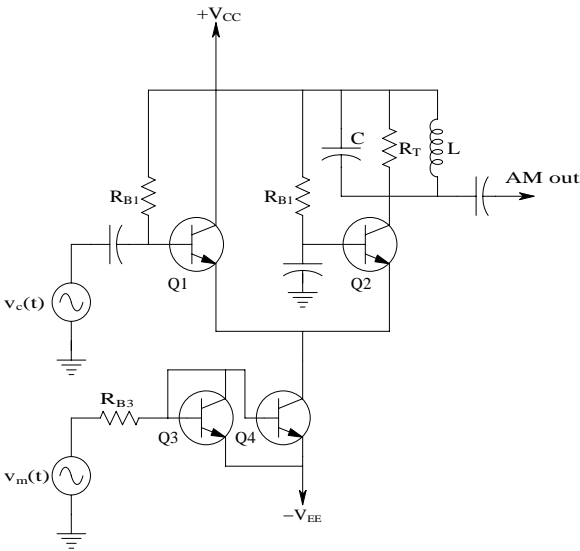 +VCC
C
RT
L
AM out
RB1
RB1
Q1
Q2
vc(t)
RB3
Q3
Q4
vm(t)
−VEE